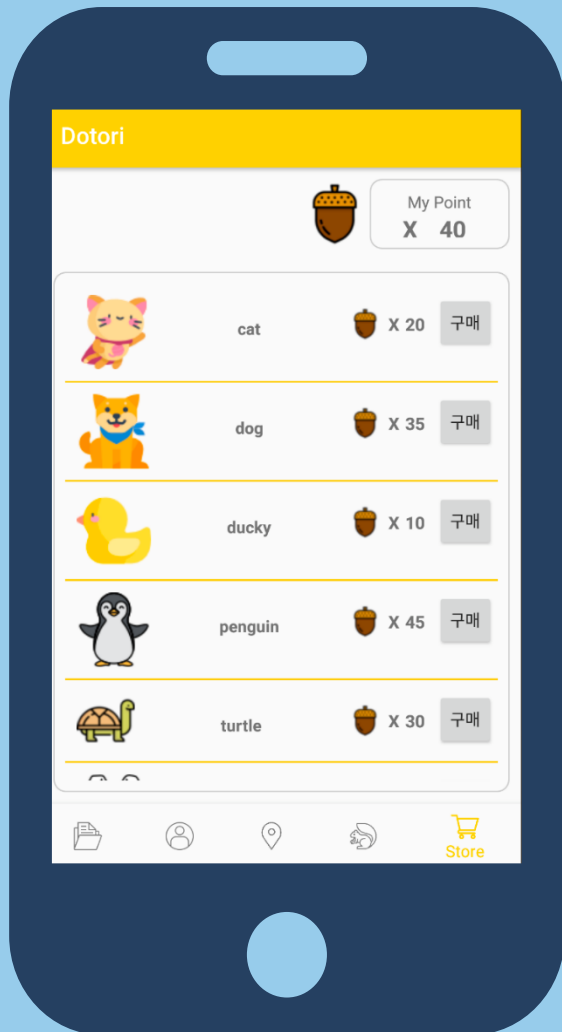 Dotori
My Point
X 40
cat X 20 구매
dog X 35 구매
ducky X 10 구매
penguin X 45 구매
turtle X 30 구매
Store